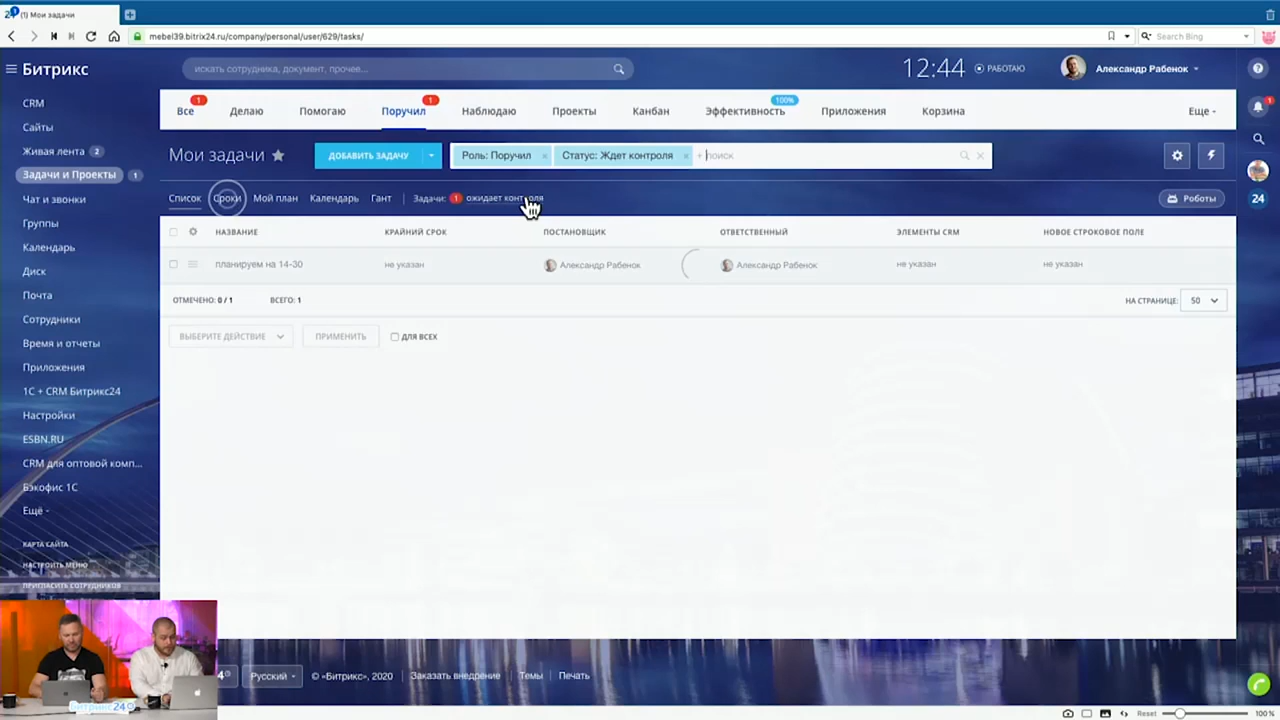 (1) Мои задачи
mebel39.bitrix24.ru/company/personal/user/629/tasks/
Search Bing
Битрикс
искать сотрудника, документ, прочее...
12:44
РАБОТАЮ
Александр Рабенок
CRM
Сайты
Живая лента 2
Задачи и Проекты 1
Чат и звонки
Группы
Календарь
Диск
Почта
Сотрудники
Время и отчеты
Приложения
1С + CRM Битрикс24
Настройки
ESBN.RU
CRM для оптовой комп...
Бэкофис 1С
Ещё
КАРТА САЙТА
НАСТРОИТЬ МЕНЮ
ПРИГЛАСИТЬ СОТРУДНИКОВ
Все 1 Делаю Помогаю Поручил 1 Наблюдаю Проекты Канбан Эффективность 100% Приложения Корзина Еще
Мои задачи
ДОБАВИТЬ ЗАДАЧУ
Роль: Поручил × Статус: Ждет контроля × + поиск
Список Сроки Мой план Календарь Гант Задачи: 1 ожидает контроля
Роботы
24
НАЗВАНИЕ КРАЙНИЙ СРОК ПОСТАНОВЩИК ОТВЕТСТВЕННЫЙ ЭЛЕМЕНТЫ CRM НОВОЕ СТРОКОВОЕ ПОЛЕ
планируем на 14-30 не указан Александр Рабенок Александр Рабенок не указан не указан
ОТМЕЧЕНО: 0 / 1 ВСЕГО: 1 НА СТРАНИЦЕ: 50
ВЫБЕРИТЕ ДЕЙСТВИЕ ПРИМЕНИТЬ ДЛЯ ВСЕХ
Русский © «Битрикс», 2020 Заказать внедрение Темы Печать
Битрикс24
Reset 100 %